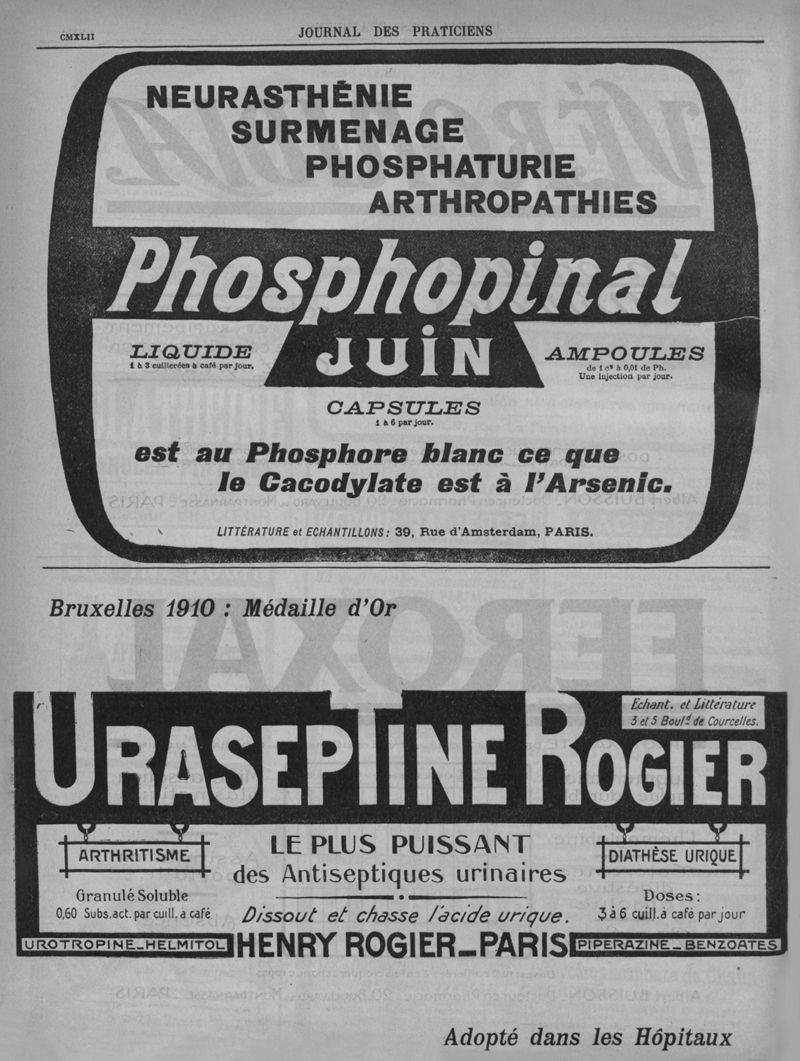 CMXLII
JOURNAL DES PRATICIENS
NEURASTHÉNIE
SURMENAGE
PHOSPHATURIE
ARTHROPATHIES
Phosphopinal
JUIN
LIQUIDE
1 à 3 cuillerées à café par jour.
AMPOULES
de 1 cc à 0,01 de Ph.
Une injection par jour.
CAPSULES
1 à 6 par jour.
est au Phosphore blanc ce que
le Cacodylate est à l'Arsenic.
LITTÉRATURE et ECHANTILLONS: 39, Rue d'Amsterdam, PARIS.
Bruxelles 1910 : Médaille d'Or
Echant. et Littérature
3 et 5 Boulд de Courcelles.
URASEPTINE ROGIER
ARTHRITISME
Granulé Soluble
0,60 Subs.act. par cuill. à café
LE PLUS PUISSANT
des Antiseptiques urinaires
Dissout et chasse l'acide urique.
DIATHÈSE URIQUE
Doses:
3 à 6 cuill. à café par jour
UROTROPINE_HELMITOL
HENRY ROGIER_PARIS
PIPERAZINE_BENZOATES
Adopté dans les Hôpitaux